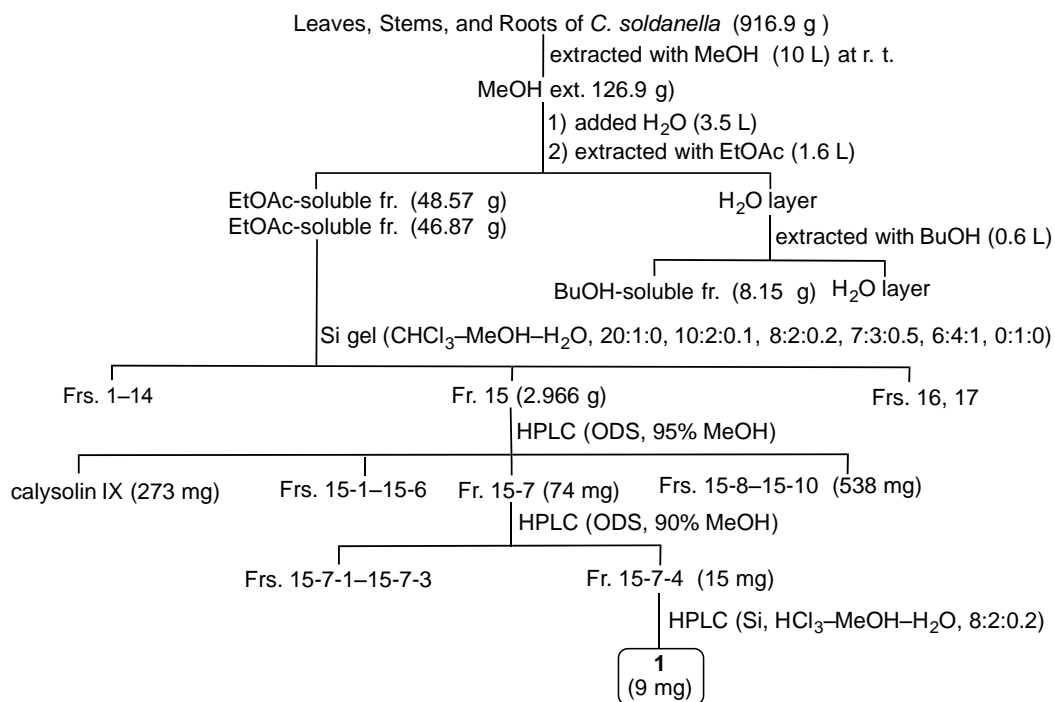 Leaves, Stems, and Roots of C. soldanella (916.9 g )
extracted with MeOH (10 L) at r. t.
MeOH ext. 126.9 g)
1) added H₂O (3.5 L)
2) extracted with EtOAc (1.6 L)
EtOAc-soluble fr. (48.57 g)
H₂O layer
EtOAc-soluble fr. (46.87 g)
extracted with BuOH (0.6 L)
BuOH-soluble fr. (8.15 g)
H₂O layer
Si gel (CHCl₃–MeOH–H₂O, 20:1:0, 10:2:0.1, 8:2:0.2, 7:3:0.5, 6:4:1, 0:1:0)
Frs. 1–14
Fr. 15 (2.966 g)
Frs. 16, 17
HPLC (ODS, 95% MeOH)
calysolin IX (273 mg)
Frs. 15-1–15-6
Fr. 15-7 (74 mg)
Frs. 15-8–15-10 (538 mg)
HPLC (ODS, 90% MeOH)
Frs. 15-7-1–15-7-3
Fr. 15-7-4 (15 mg)
HPLC (Si, HCl₃–MeOH–H₂O, 8:2:0.2)
1
(9 mg)